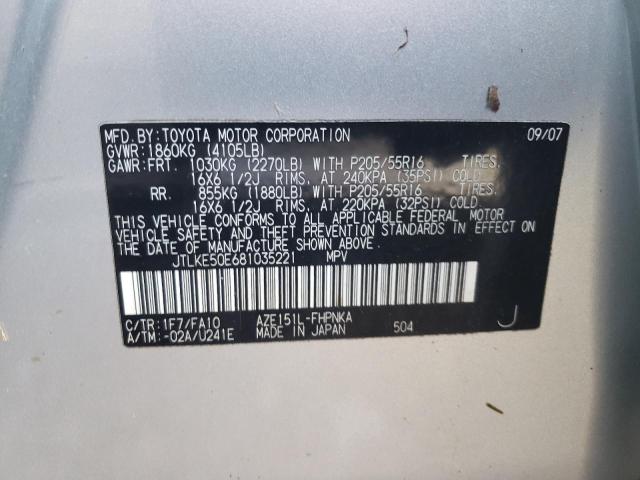 MFD. BY: TOYOTA MOTOR CORPORATION 09/07
GVWR: 1860KG (4105LB)
GAWR: FRT. 1030KG (2270LB) WITH P205/55R16 TIRES,
16X6 1/2J RIMS, AT 240KPA (35PSI) COLD.
RR. 855KG (1880LB) WITH P205/55R16 TIRES,
16X6 1/2J RIMS, AT 220KPA (32PSI) COLD.
THIS VEHICLE CONFORMS TO ALL APPLICABLE FEDERAL MOTOR
VEHICLE SAFETY AND THEFT PREVENTION STANDARDS IN EFFECT
ON THE DATE OF MANUFACTURE SHOWN ABOVE.
JTLKE50E681035221 MPV
C/TR: 1F7/FA10 AZE151L-FHPNKA
A/TM: -02A/U241E MADE IN JAPAN 504 J